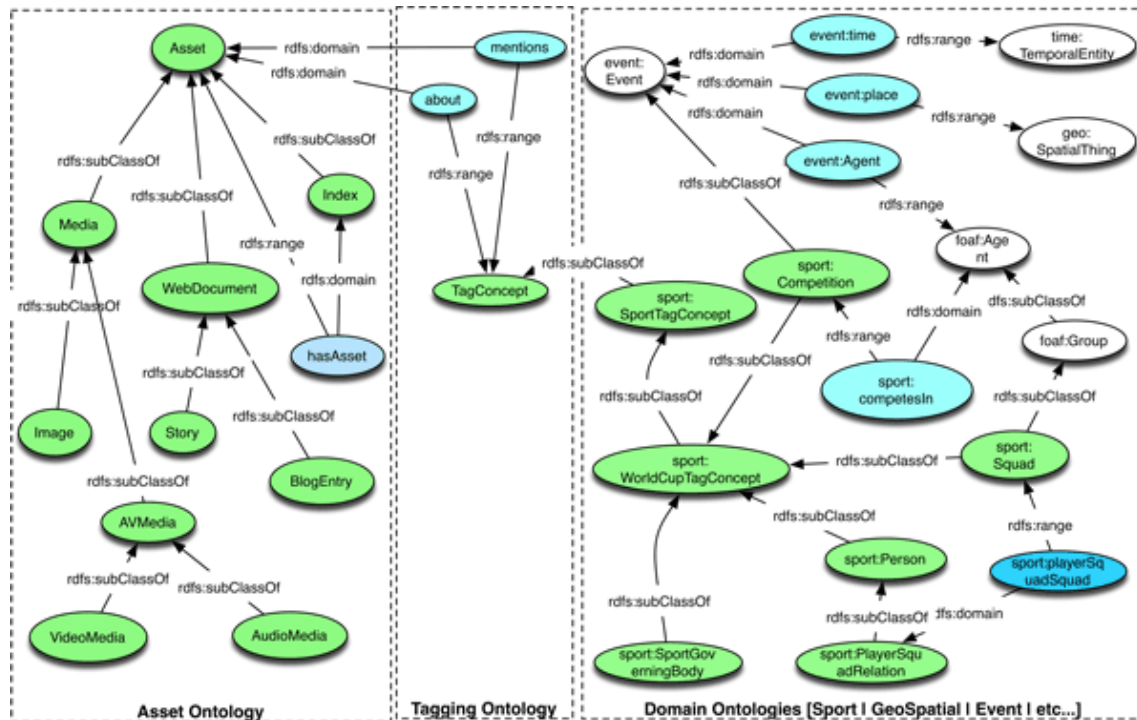 Asset
rdfs:domain
mentions
rdfs:domain
about
rdfs:subClassOf
rdfs:subClassOf
rdfs:subClassOf
Index
Media
rdfs:range
rdfs:range
rdfs:range
rdfs:domain
rdfs:subClassOf
WebDocument
TagConcept
hasAsset
rdfs:subClassOf
rdfs:subClassOf
Image
Story
BlogEntry
rdfs:subClassOf
AVMedia
rdfs:subClassOf
rdfs:subClassOf
VideoMedia
AudioMedia
Asset Ontology
Tagging Ontology
event:
Event
rdfs:domain
event:time
rdfs:range
time:
TemporalEntity
rdfs:domain
event:place
rdfs:range
geo:
SpatialThing
rdfs:domain
event:Agent
rdfs:subClassOf
rdfs:range
foaf:Age
nt
rdfs:subClassOf
sport:
Competition
sport:
SportTagConcept
rdfs:domain
dfs:subClassOf
rdfs:range
foaf:Group
rdfs:subClassOf
rdfs:subClassOf
sport:
competesIn
rdfs:subClassOf
sport:
WorldCupTagConcept
rdfs:subClassOf
sport:
Squad
rdfs:subClassOf
rdfs:range
sport:Person
sport:playerSq
uadSquad
rdfs:subClassOf
rdfs:subClassOf
dfs:domain
sport:SportGov
erningBody
sport:PlayerSqu
adRelation
Domain Ontologies [Sport | GeoSpatial | Event | etc...]